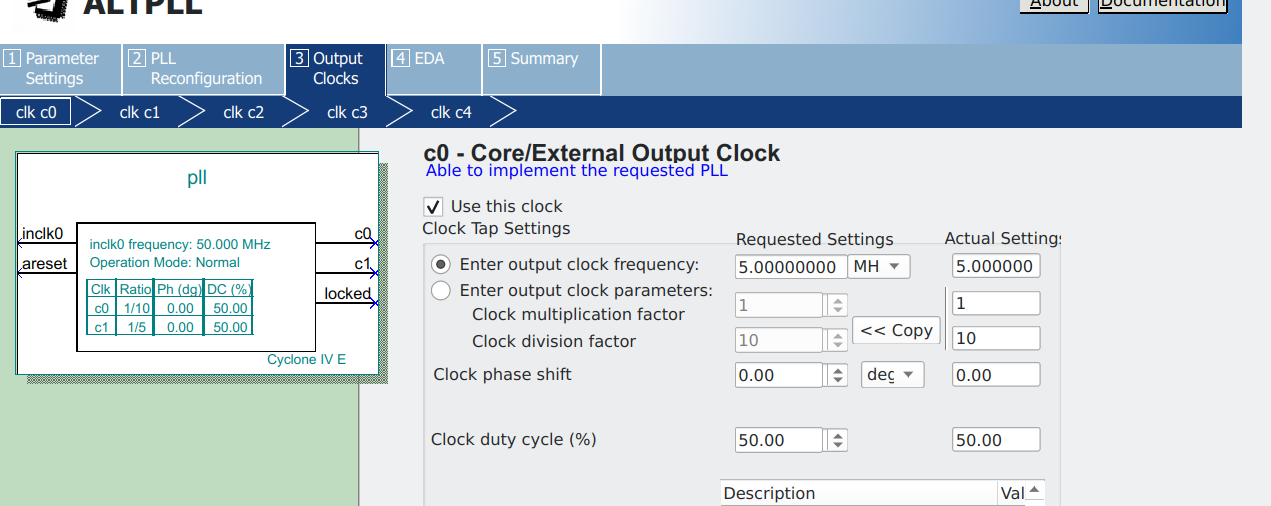 ALTPLL
About Documentation
1 Parameter Settings 2 PLL Reconfiguration 3 Output Clocks 4 EDA 5 Summary
clk c0 clk c1 clk c2 clk c3 clk c4
pll
inclk0
areset
inclk0 frequency: 50.000 MHz
Operation Mode: Normal
Clk Ratio Ph (dg) DC (%)
c0 1/10 0.00 50.00
c1 1/5 0.00 50.00
c0
c1
locked
Cyclone IV E
c0 - Core/External Output Clock
Able to implement the requested PLL
Use this clock
Clock Tap Settings
Requested Settings Actual Settings
Enter output clock frequency: 5.00000000 MH 5.000000
Enter output clock parameters:
Clock multiplication factor 1 1
<< Copy
Clock division factor 10 10
Clock phase shift 0.00 deg 0.00
Clock duty cycle (%) 50.00 50.00
Description Val